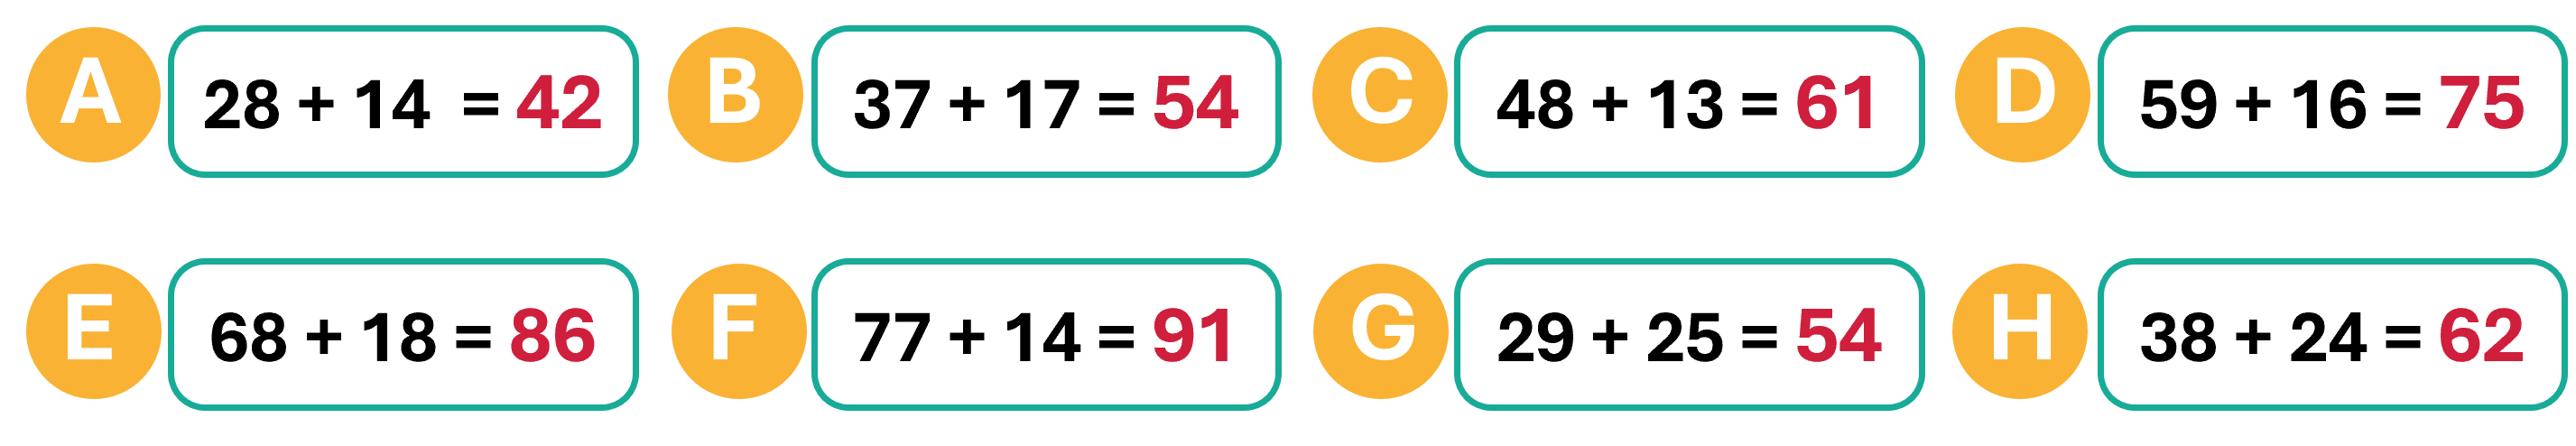 A 28 + 14 = 42 B 37 + 17 = 54 C 48 + 13 = 61 D 59 + 16 = 75
E 68 + 18 = 86 F 77 + 14 = 91 G 29 + 25 = 54 H 38 + 24 = 62